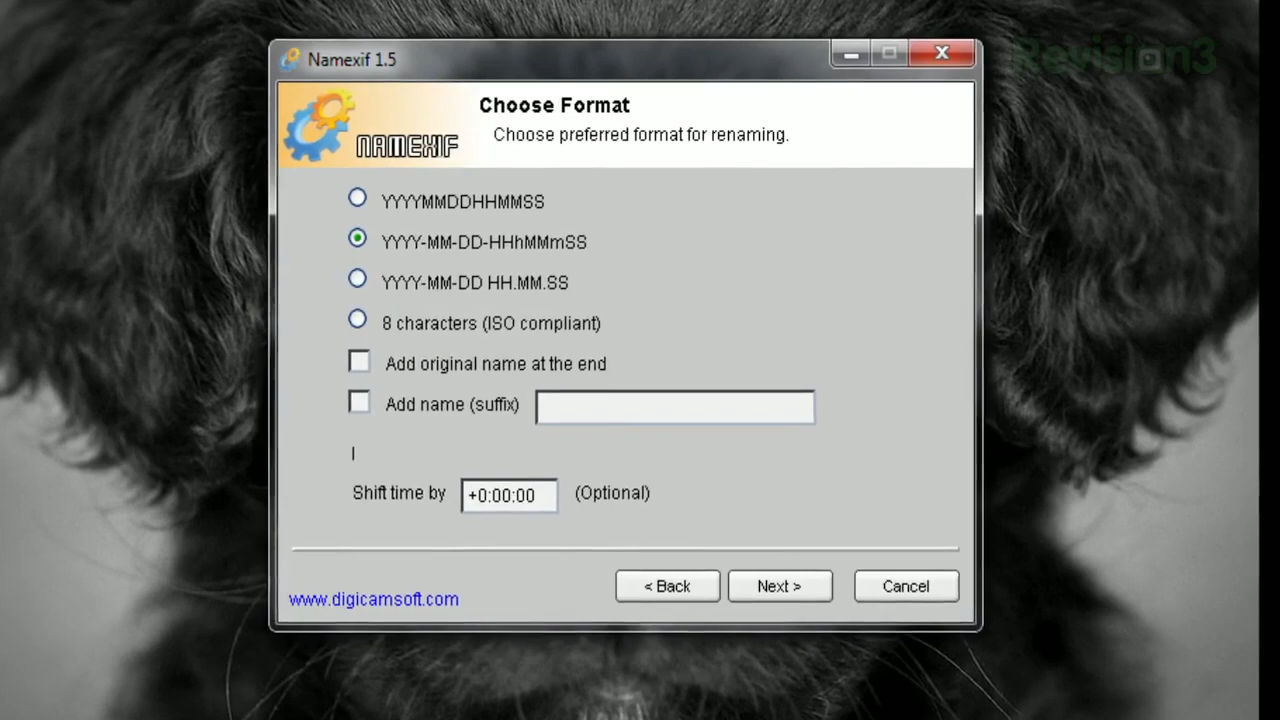 Namexif 1.5
Revision3
NAMEXIF
Choose Format
Choose preferred format for renaming.
YYYYMMDDHHMMSS
YYYY-MM-DD-HHhMMmSS
YYYY-MM-DD HH.MM.SS
8 characters (ISO compliant)
Add original name at the end
Add name (suffix)
I
Shift time by +0:00:00 (Optional)
< Back Next > Cancel
www.digicamsoft.com